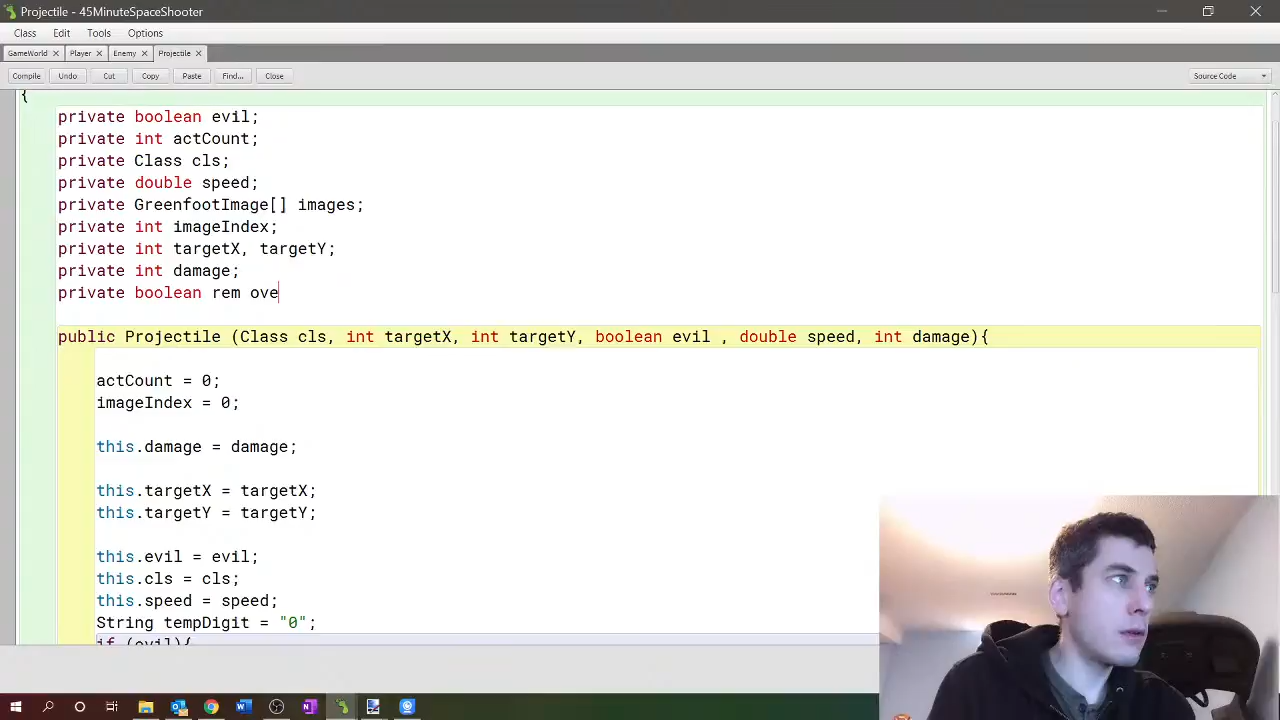 Projectile - 45MinuteSpaceShooter
Class Edit Tools Options
GameWorld Player Enemy Projectile
Compile Undo Cut Copy Paste Find... Close Source Code
{
private boolean evil;
private int actCount;
private Class cls;
private double speed;
private GreenfootImage[] images;
private int imageIndex;
private int targetX, targetY;
private int damage;
private boolean rem ove
public Projectile (Class cls, int targetX, int targetY, boolean evil , double speed, int damage){
actCount = 0;
imageIndex = 0;
this.damage = damage;
this.targetX = targetX;
this.targetY = targetY;
this.evil = evil;
this.cls = cls;
this.speed = speed;
String tempDigit = "0";
if (evil){